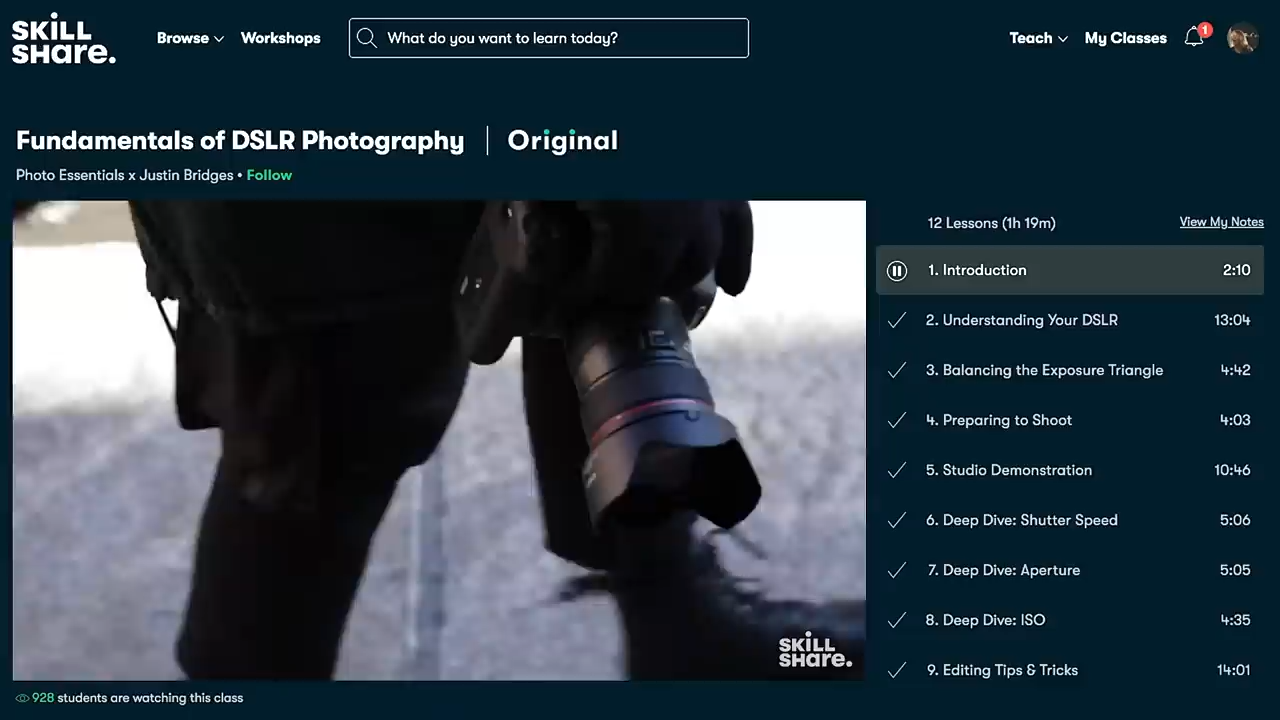 SKILL
SHARE.
Browse
Workshops
What do you want to learn today?
Teach
My Classes
1
Fundamentals of DSLR Photography | Original
Photo Essentials x Justin Bridges • Follow
12 Lessons (1h 19m)
View My Notes
1. Introduction 2:10
2. Understanding Your DSLR 13:04
3. Balancing the Exposure Triangle 4:42
4. Preparing to Shoot 4:03
5. Studio Demonstration 10:46
6. Deep Dive: Shutter Speed 5:06
7. Deep Dive: Aperture 5:05
8. Deep Dive: ISO 4:35
9. Editing Tips & Tricks 14:01
SKILL
SHARE.
928 students are watching this class